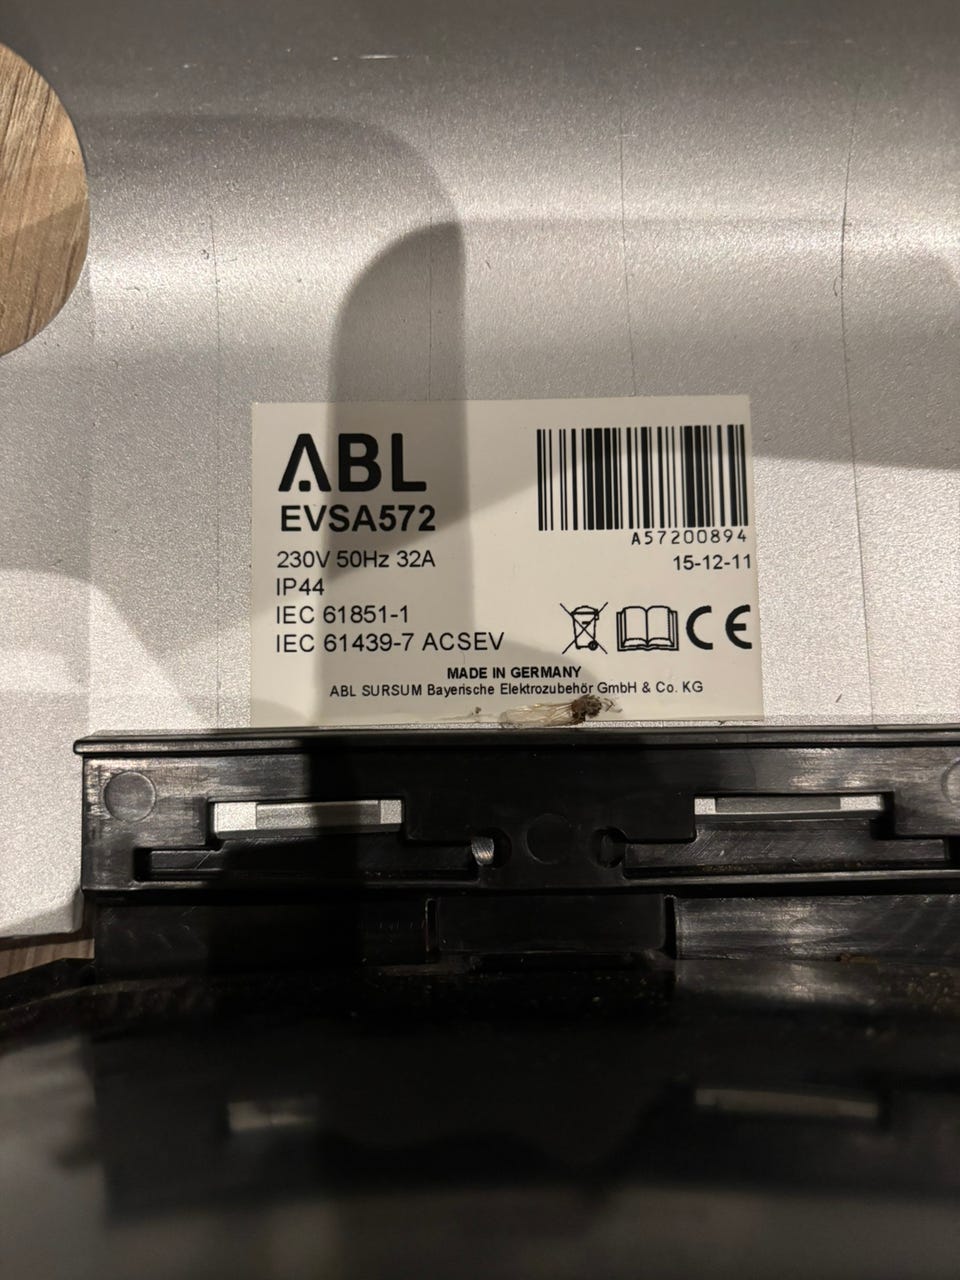 ABL
EVSA572
230V 50Hz 32A
IP44
IEC 61851-1
IEC 61439-7 ACSEV
A57200894
15-12-11
CE
MADE IN GERMANY
ABL SURSUM Bayerische Elektrozubehör GmbH & Co. KG